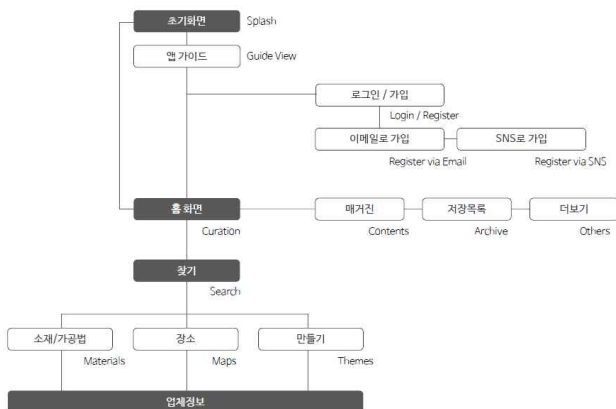 초기화면 Splash
앱 가이드 Guide View
로그인 / 가입
Login / Register
이메일로 가입 SNS로 가입
Register via Email Register via SNS
홈 화면 매거진 저장목록 더보기
Curation Contents Archive Others
찾기
Search
소재/가공법 장소 만들기
Materials Maps Themes
업체정보